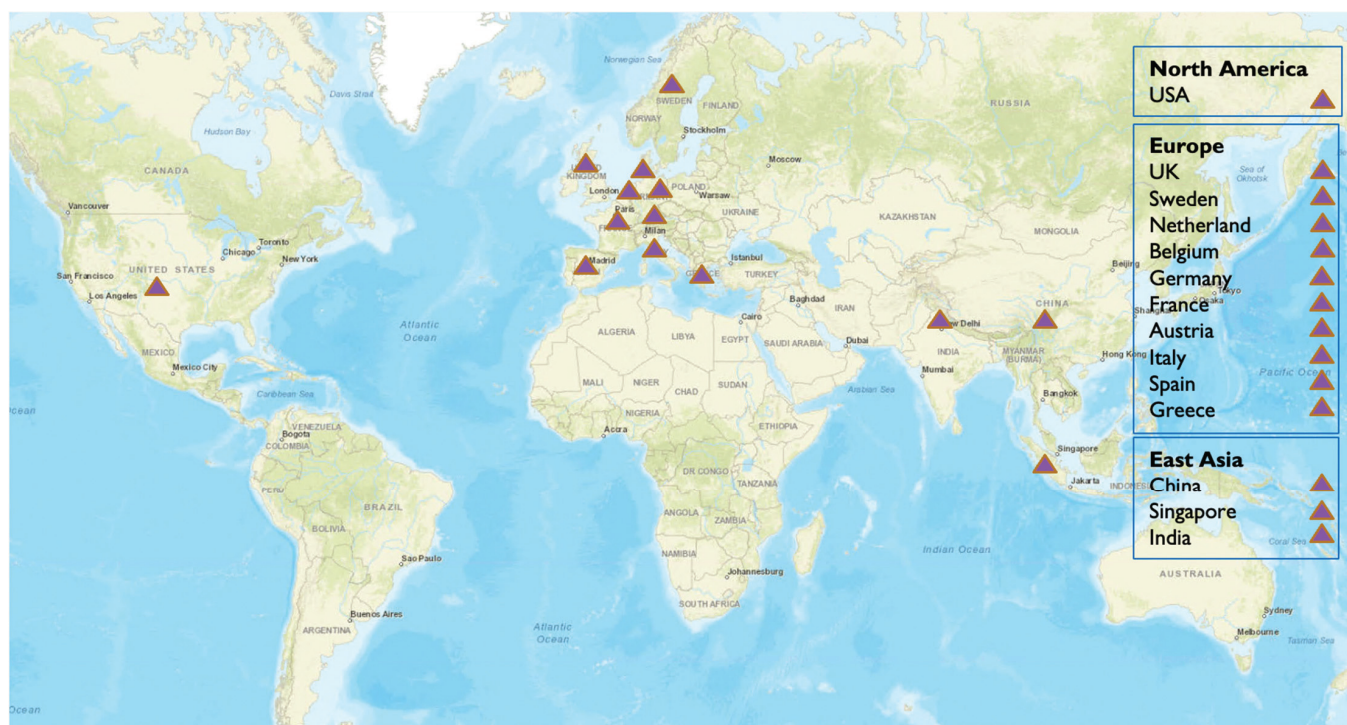 Norwegian Sea
Davis Strait
SWEDEN
FINLAND
NORWAY
RUSSIA
Hudson Bay
Stockholm
CANADA
Moscow
KINGDOM
London
POLAND
Warsaw
Vancouver
Paris
UKRAINE
KAZAKHSTAN
MONGOLIA
Milan
Toronto
Chicago
New York
UNITED STATES
Madrid
Istanbul
TURKEY
Beijing
San Francisco
Los Angeles
Baghdad
IRAN
CHINA
Tokyo
Osaka
Atlantic
Ocean
Cairo
ALGERIA
LIBYA
EGYPT
SAUDI ARABIA
Dubai
INDIA
MYANMAR
(BURMA)
Hong Kong
MEXICO
Mexico City
Mumbai
MALI
NIGER
CHAD
SUDAN
Arabian Sea
Bangkok
Pacific
Ocean
Caribbean Sea
NIGERIA
ETHIOPIA
VENEZUELA
Bogota
COLOMBIA
Accra
Singapore
DR CONGO
TANZANIA
Jakarta
BRAZIL
ANGOLA
BOLIVIA
ZAMBIA
NAMIBIA
Indian Ocean
Coral Sea
Sao Paulo
Johannesburg
AUSTRALIA
SOUTH AFRICA
Buenos Aires
ARGENTINA
Atlantic
Ocean
Sydney
Melbourne
Tasman Sea
Ocean
Sea of
Okhotsk
North America
USA
Europe
UK
Sweden
Netherland
Belgium
Germany
France
Austria
Italy
Spain
Greece
East Asia
China
Singapore
India